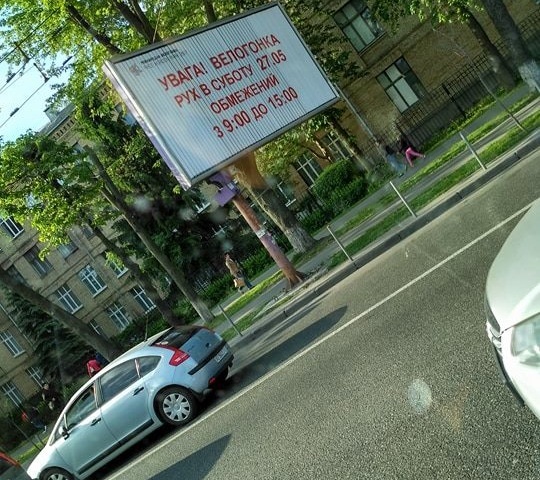 УВАГА! ВЕЛОГОНКА
РУХ В СУБОТУ 27.05
ОБМЕЖЕНИЙ
З 9:00 ДО 15:00